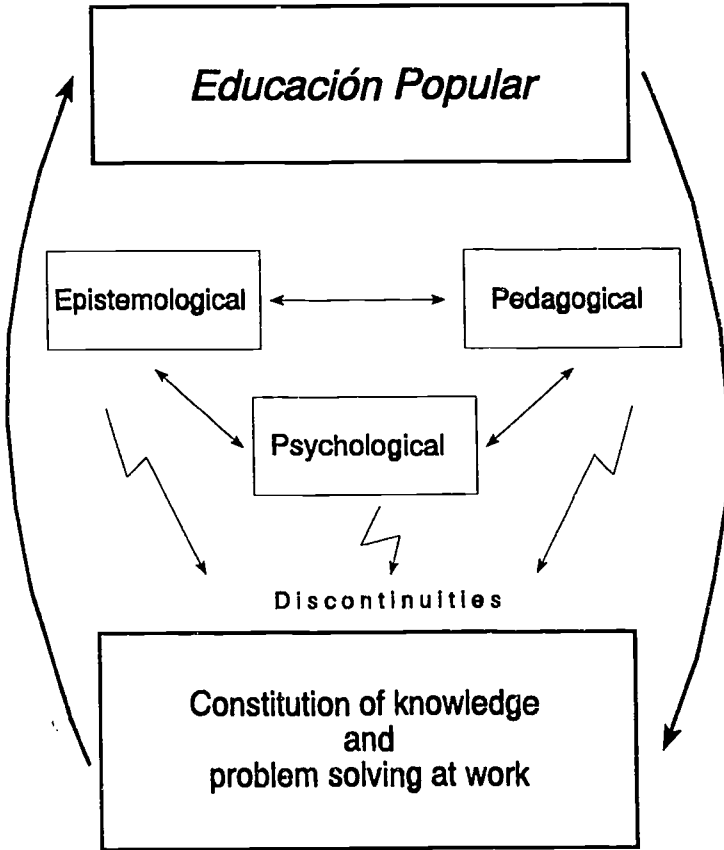 Educación Popular
Epistemological
Pedagogical
Psychological
Discontinuities
Constitution of knowledge
and
problem solving at work